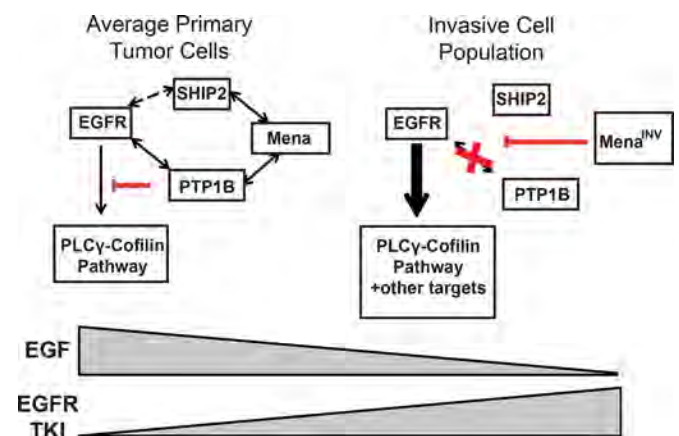 Average Primary
Tumor Cells
Invasive Cell
Population
SHIP2
EGFR
Mena
PTP1B
PLCγ-Cofilin
Pathway
SHIP2
EGFR
Mena^INV
PTP1B
PLCγ-Cofilin
Pathway
+other targets
EGF
EGFR
TKI